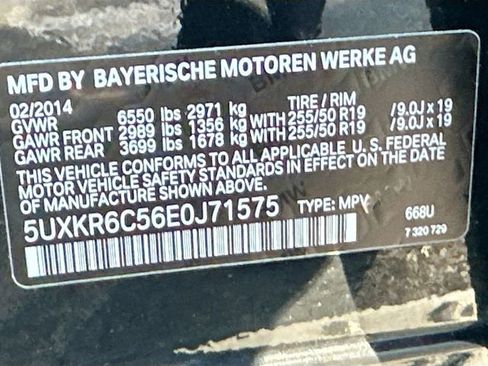 MFD BY BAYERISCHE MOTOREN WERKE AG
02/2014 TIRE / RIM
GVWR 6550 lbs 2971 kg
GAWR FRONT 2989 lbs 1356 kg WITH 255/50 R19 /9.0J x 19
GAWR REAR 3699 lbs 1678 kg WITH 255/50 R19 /9.0J x 19
THIS VEHICLE CONFORMS TO ALL APPLICABLE U. S. FEDERAL
MOTOR VEHICLE SAFETY STANDARDS IN EFFECT ON THE DATE
OF MANUFACTURE SHOWN ABOVE.
5UXKR6C56E0J71575 TYPE: MPV 668U
7 320 729